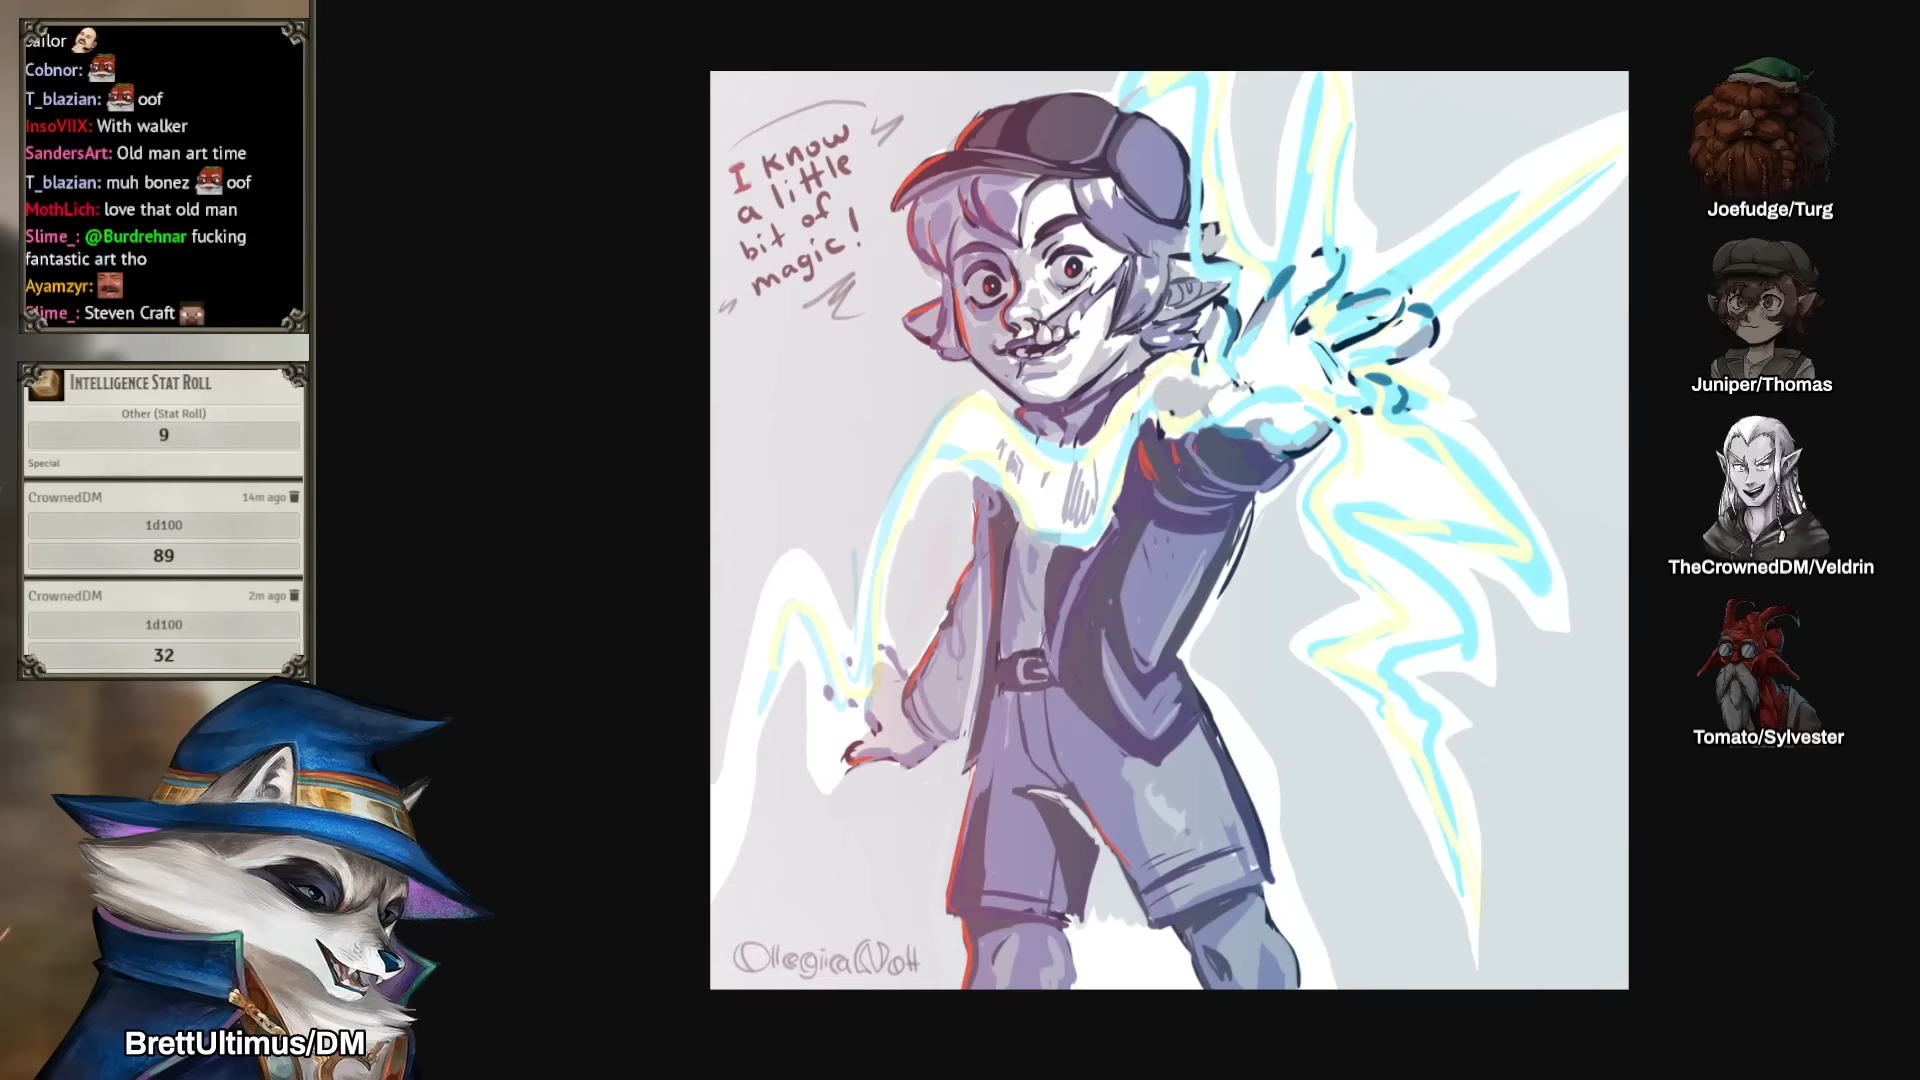 sailor
Cobnor:
T_blazian: oof
InsoVIIX: With walker
SandersArt: Old man art time
T_blazian: muh bonez oof
MothLich: love that old man
Slime_: @Burdrehnar fucking
fantastic art tho
Ayamzyr:
Slime_: Steven Craft
Intelligence Stat Roll
Other (Stat Roll)
9
Special
CrownedDM 14m ago
1d100
89
CrownedDM 2m ago
1d100
32
BrettUltimus/DM
I know
a little
bit of
magic!
Joefudge/Turg
Juniper/Thomas
TheCrownedDM/Veldrin
Tomato/Sylvester